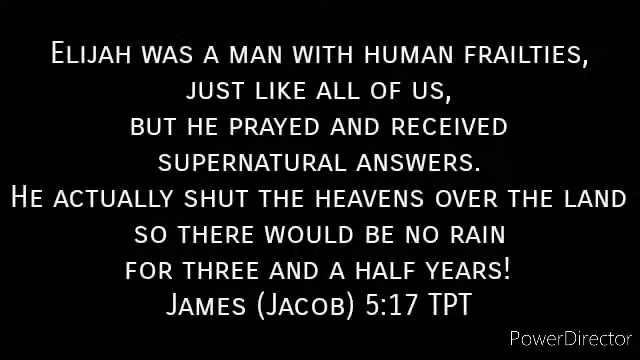 Elijah was a man with human frailties,
just like all of us,
but he prayed and received
supernatural answers.
He actually shut the heavens over the land
so there would be no rain
for three and a half years!
James (Jacob) 5:17 TPT
PowerDirector